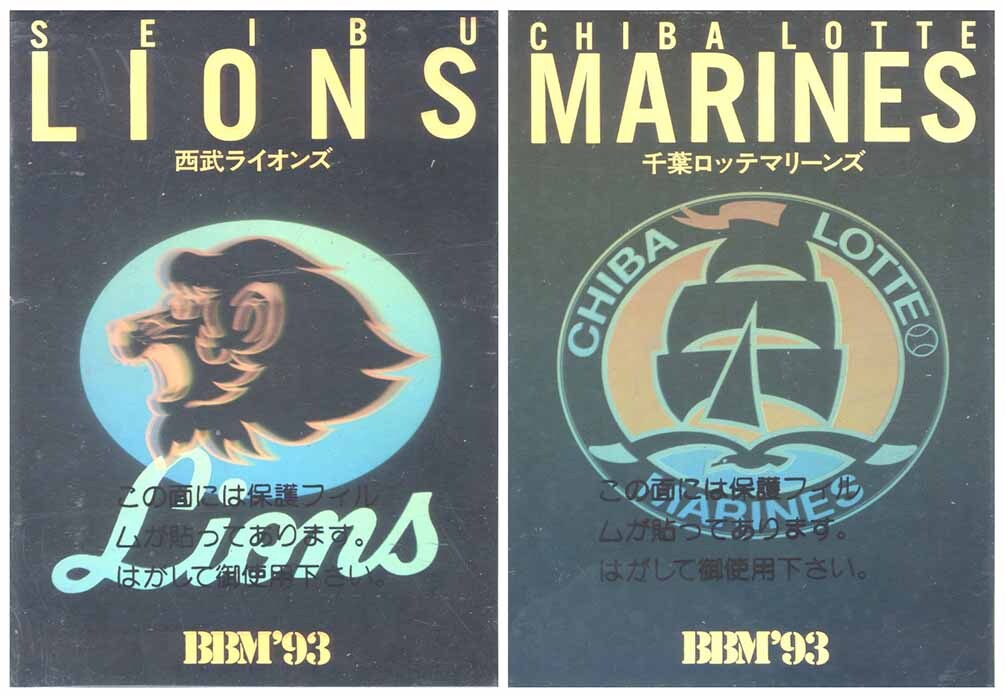 SEIBU
LIONS
西武ライオンズ
Lions
この面には保護フィル
ムが貼ってあります。
はがして御使用下さい。
BBM'93
CHIBA LOTTE
MARINES
千葉ロッテマリーンズ
CHIBA LOTTE
MARINES
この面には保護フィル
ムが貼ってあります。
はがして御使用下さい。
BBM'93